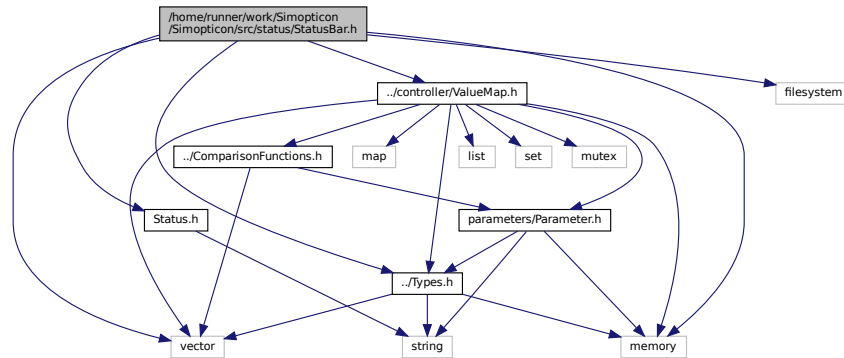 /home/runner/work/Simopticon
/Simopticon/src/status/StatusBar.h
../controller/ValueMap.h
filesystem
../ComparisonFunctions.h
map
list
set
mutex
Status.h
parameters/Parameter.h
../Types.h
vector
string
memory